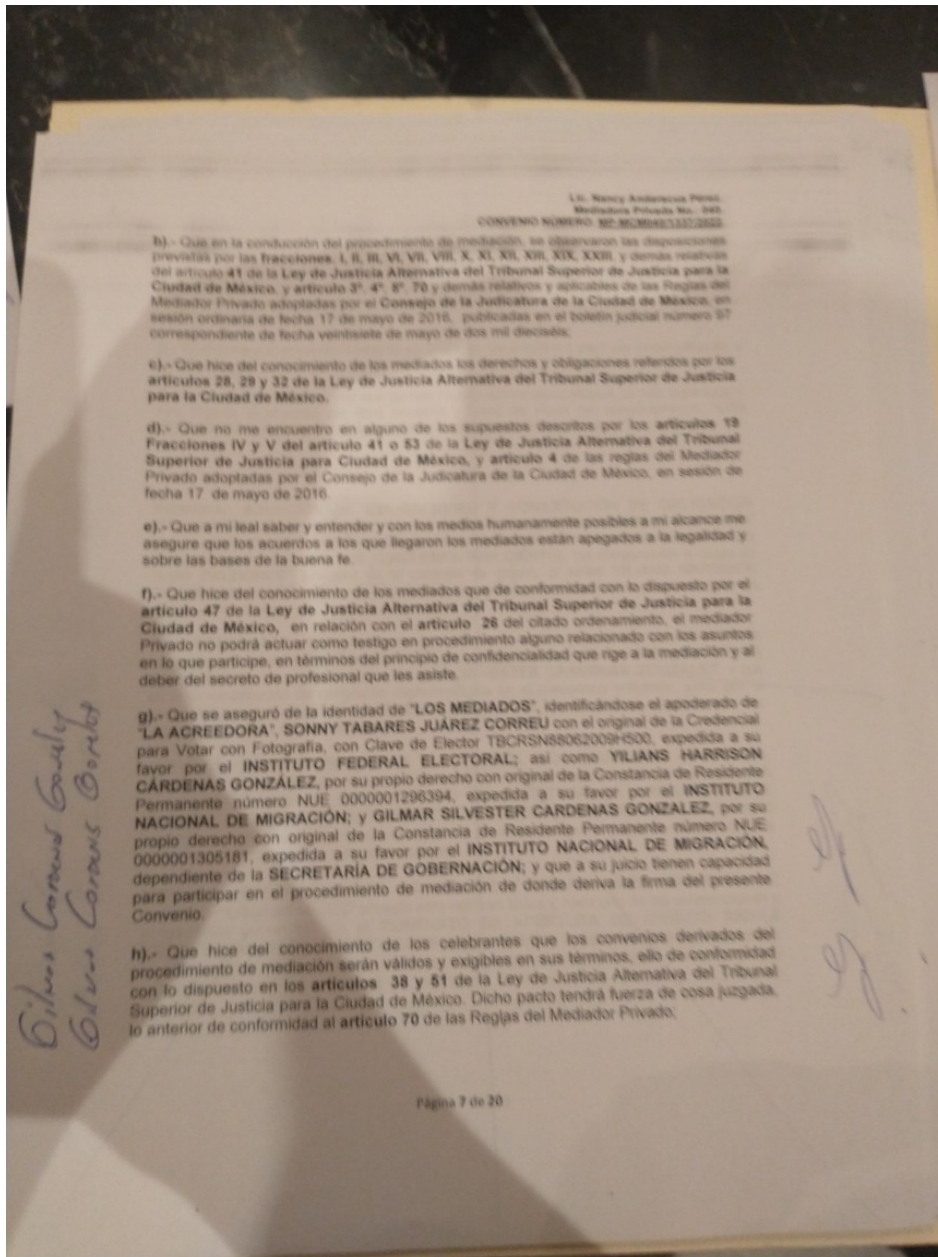 Lic. Nancy Pérez.
Mediadora Privada No.:
CONVENIO NÚMERO:
b).- Que en la conducción del procedimiento de mediación, se observaron las disposiciones
previstas por las fracciones. I, II, III, VI, VII, VIII, X, XI, XII, XIII, XIX, XXIII y demás relativas
del artículo 41 de la Ley de Justicia Alternativa del Tribunal Superior de Justicia para la
Ciudad de México, y artículo 3º, 4º, 8º, 70 y demás relativos y aplicables de las Reglas del
Mediador Privado adoptadas por el Consejo de la Judicatura de la Ciudad de México, en
sesión ordinaria de fecha 17 de mayo de 2016, publicadas en el boletín judicial número 97
correspondiente de fecha veintisiete de mayo de dos mil dieciséis;
c).- Que hice del conocimiento de los mediados los derechos y obligaciones referidos por los
artículos 28, 29 y 32 de la Ley de Justicia Alternativa del Tribunal Superior de Justicia
para la Ciudad de México.
d).- Que no me encuentro en alguno de los supuestos descritos por los artículos 19
Fracciones IV y V del artículo 41 o 53 de la Ley de Justicia Alternativa del Tribunal
Superior de Justicia para Ciudad de México, y artículo 4 de las reglas del Mediador
Privado adoptadas por el Consejo de la Judicatura de la Ciudad de México, en sesión de
fecha 17 de mayo de 2016.
e).- Que a mi leal saber y entender y con los medios humanamente posibles a mi alcance me
asegure que los acuerdos a los que llegaron los mediados están apegados a la legalidad y
sobre las bases de la buena fe.
f).- Que hice del conocimiento de los mediados que de conformidad con lo dispuesto por el
artículo 47 de la Ley de Justicia Alternativa del Tribunal Superior de Justicia para la
Ciudad de México, en relación con el artículo 26 del citado ordenamiento, el mediador
Privado no podrá actuar como testigo en procedimiento alguno relacionado con los asuntos
en lo que participe, en términos del principio de confidencialidad que rige a la mediación y al
deber del secreto de profesional que les asiste.
g).- Que se aseguró de la identidad de "LOS MEDIADOS", identificándose el apoderado de
"LA ACREEDORA", SONNY TABARES JUÁREZ CORREU con el original de la Credencial
para Votar con Fotografía, con Clave de Elector TBCRSN88062009H500, expedida a su
favor por el INSTITUTO FEDERAL ELECTORAL; así como YILIANS HARRISON
CÁRDENAS GONZÁLEZ, por su propio derecho con original de la Constancia de Residente
Permanente número NUE 0000001296394, expedida a su favor por el INSTITUTO
NACIONAL DE MIGRACIÓN; y GILMAR SILVESTER CARDENAS GONZALEZ, por su
propio derecho con original de la Constancia de Residente Permanente número NUE
0000001305181, expedida a su favor por el INSTITUTO NACIONAL DE MIGRACIÓN,
dependiente de la SECRETARÍA DE GOBERNACIÓN; y que a su juicio tienen capacidad
para participar en el procedimiento de mediación de donde deriva la firma del presente
Convenio.
h).- Que hice del conocimiento de los celebrantes que los convenios derivados del
procedimiento de mediación serán válidos y exigibles en sus términos, ello de conformidad
con lo dispuesto en los artículos 38 y 51 de la Ley de Justicia Alternativa del Tribunal
Superior de Justicia para la Ciudad de México. Dicho pacto tendrá fuerza de cosa juzgada,
lo anterior de conformidad al artículo 70 de las Reglas del Mediador Privado;
Página 7 de 20